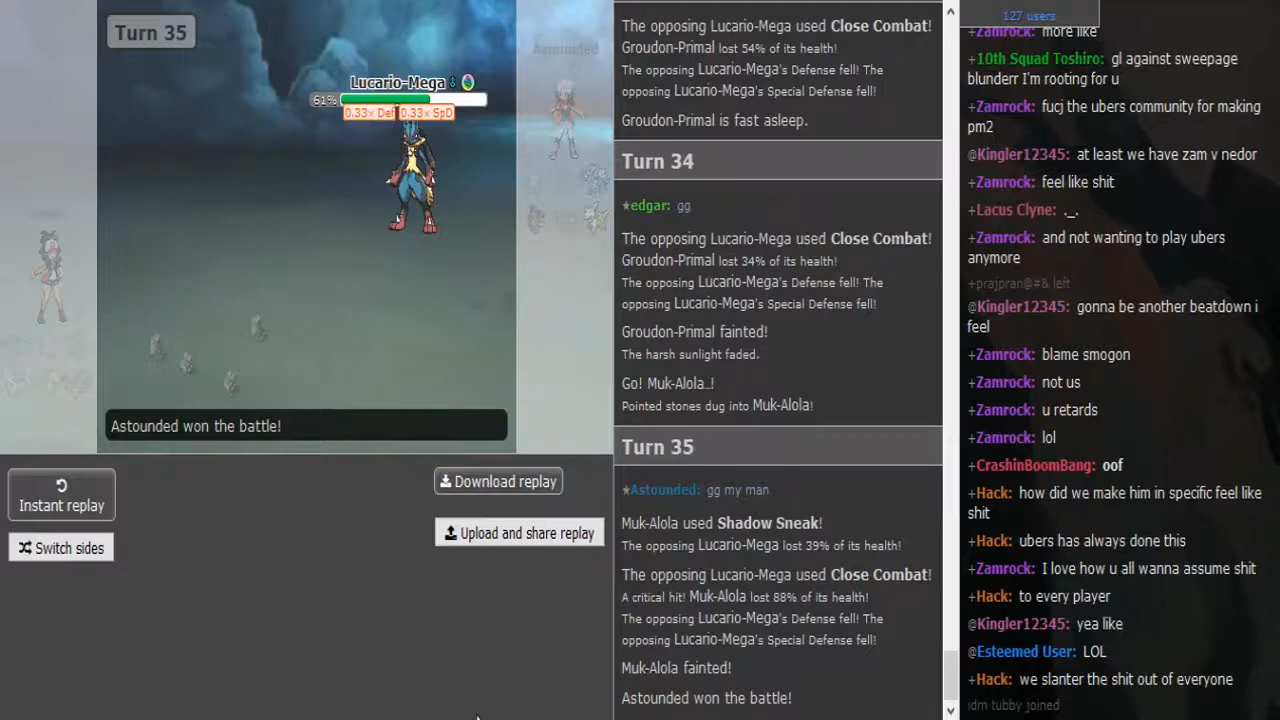 Turn 35
Astounded
Lucario-Mega
61%
0.33x Def 0.33x SpD
Astounded won the battle!
Instant replay
Switch sides
Download replay
Upload and share replay
The opposing Lucario-Mega used Close Combat!
Groudon-Primal lost 54% of its health!
The opposing Lucario-Mega's Defense fell! The
opposing Lucario-Mega's Special Defense fell!
Groudon-Primal is fast asleep.
Turn 34
★edgar: gg
The opposing Lucario-Mega used Close Combat!
Groudon-Primal lost 34% of its health!
The opposing Lucario-Mega's Defense fell! The
opposing Lucario-Mega's Special Defense fell!
Groudon-Primal fainted!
The harsh sunlight faded.
Go! Muk-Alola..!
Pointed stones dug into Muk-Alola!
Turn 35
★Astounded: gg my man
Muk-Alola used Shadow Sneak!
The opposing Lucario-Mega lost 39% of its health!
The opposing Lucario-Mega used Close Combat!
A critical hit! Muk-Alola lost 88% of its health!
The opposing Lucario-Mega's Defense fell! The
opposing Lucario-Mega's Special Defense fell!
Muk-Alola fainted!
Astounded won the battle!
127 users
+Zamrock: more like
+10th Squad Toshiro: gl against sweepage
blunderr I'm rooting for u
+Zamrock: fucj the ubers community for making
pm2
@Kingler12345: at least we have zam v nedor
+Zamrock: feel like shit
+Lacus Clyne: ._.
+Zamrock: and not wanting to play ubers
anymore
+prajpran@#& left
@Kingler12345: gonna be another beatdown i
feel
+Zamrock: blame smogon
+Zamrock: not us
+Zamrock: u retards
+Zamrock: lol
+CrashinBoomBang: oof
+Hack: how did we make him in specific feel like
shit
+Hack: ubers has always done this
+Zamrock: I love how u all wanna assume shit
+Hack: to every player
@Kingler12345: yea like
@Esteemed User: LOL
+Hack: we slanter the shit out of everyone
idm tubby joined